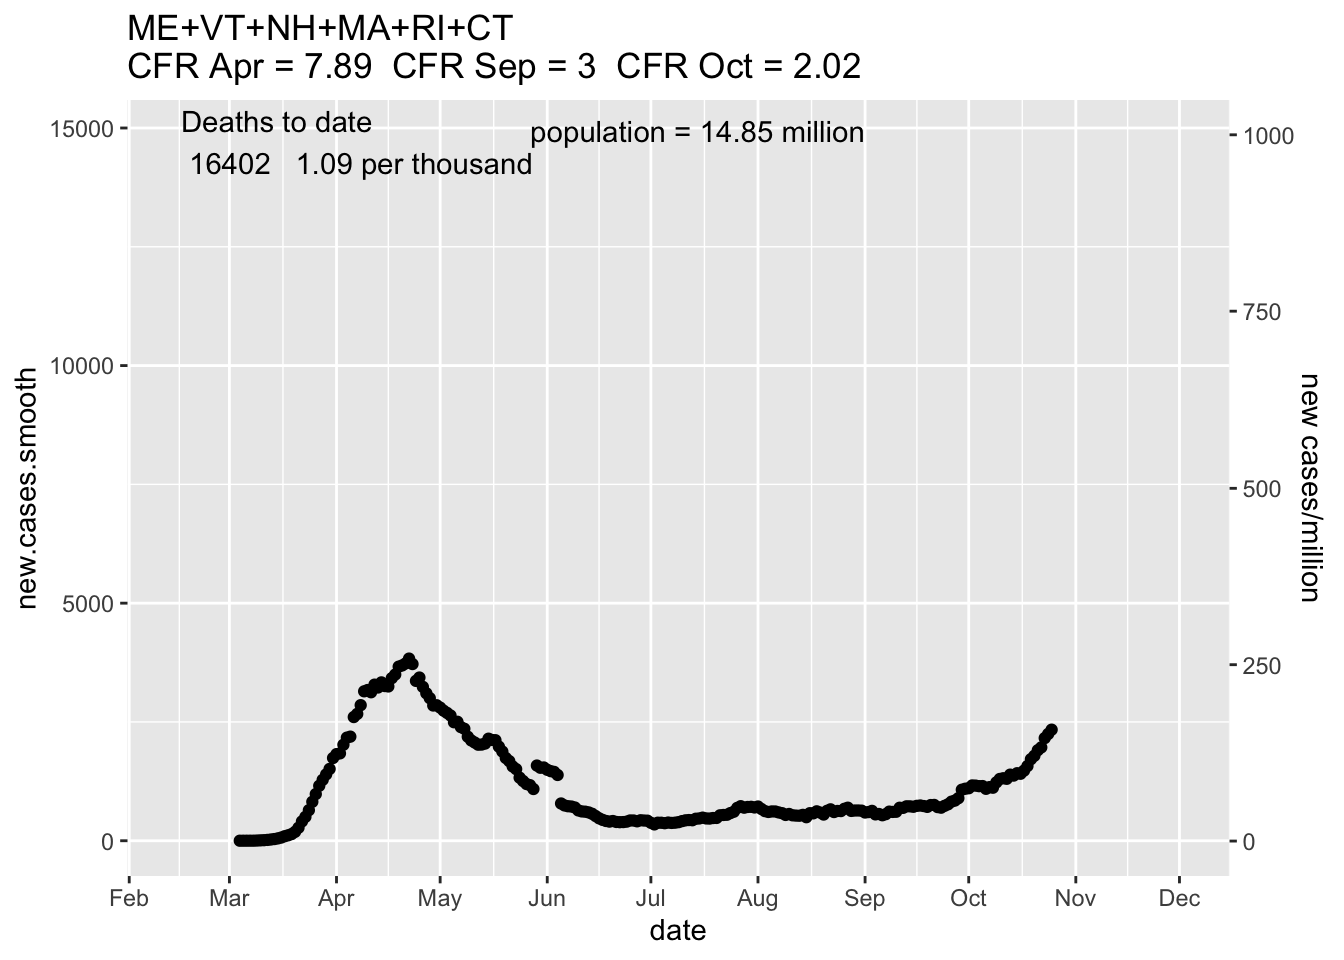 ME+VT+NH+MA+RI+CT
CFR Apr = 7.89  CFR Sep = 3  CFR Oct = 2.02
Deaths to date
population = 14.85 million
16402   1.09 per thousand
15000
10000
5000
0
new.cases.smooth
1000
750
500
250
0
new cases/million
Feb Mar Apr May Jun Jul Aug Sep Oct Nov Dec
date